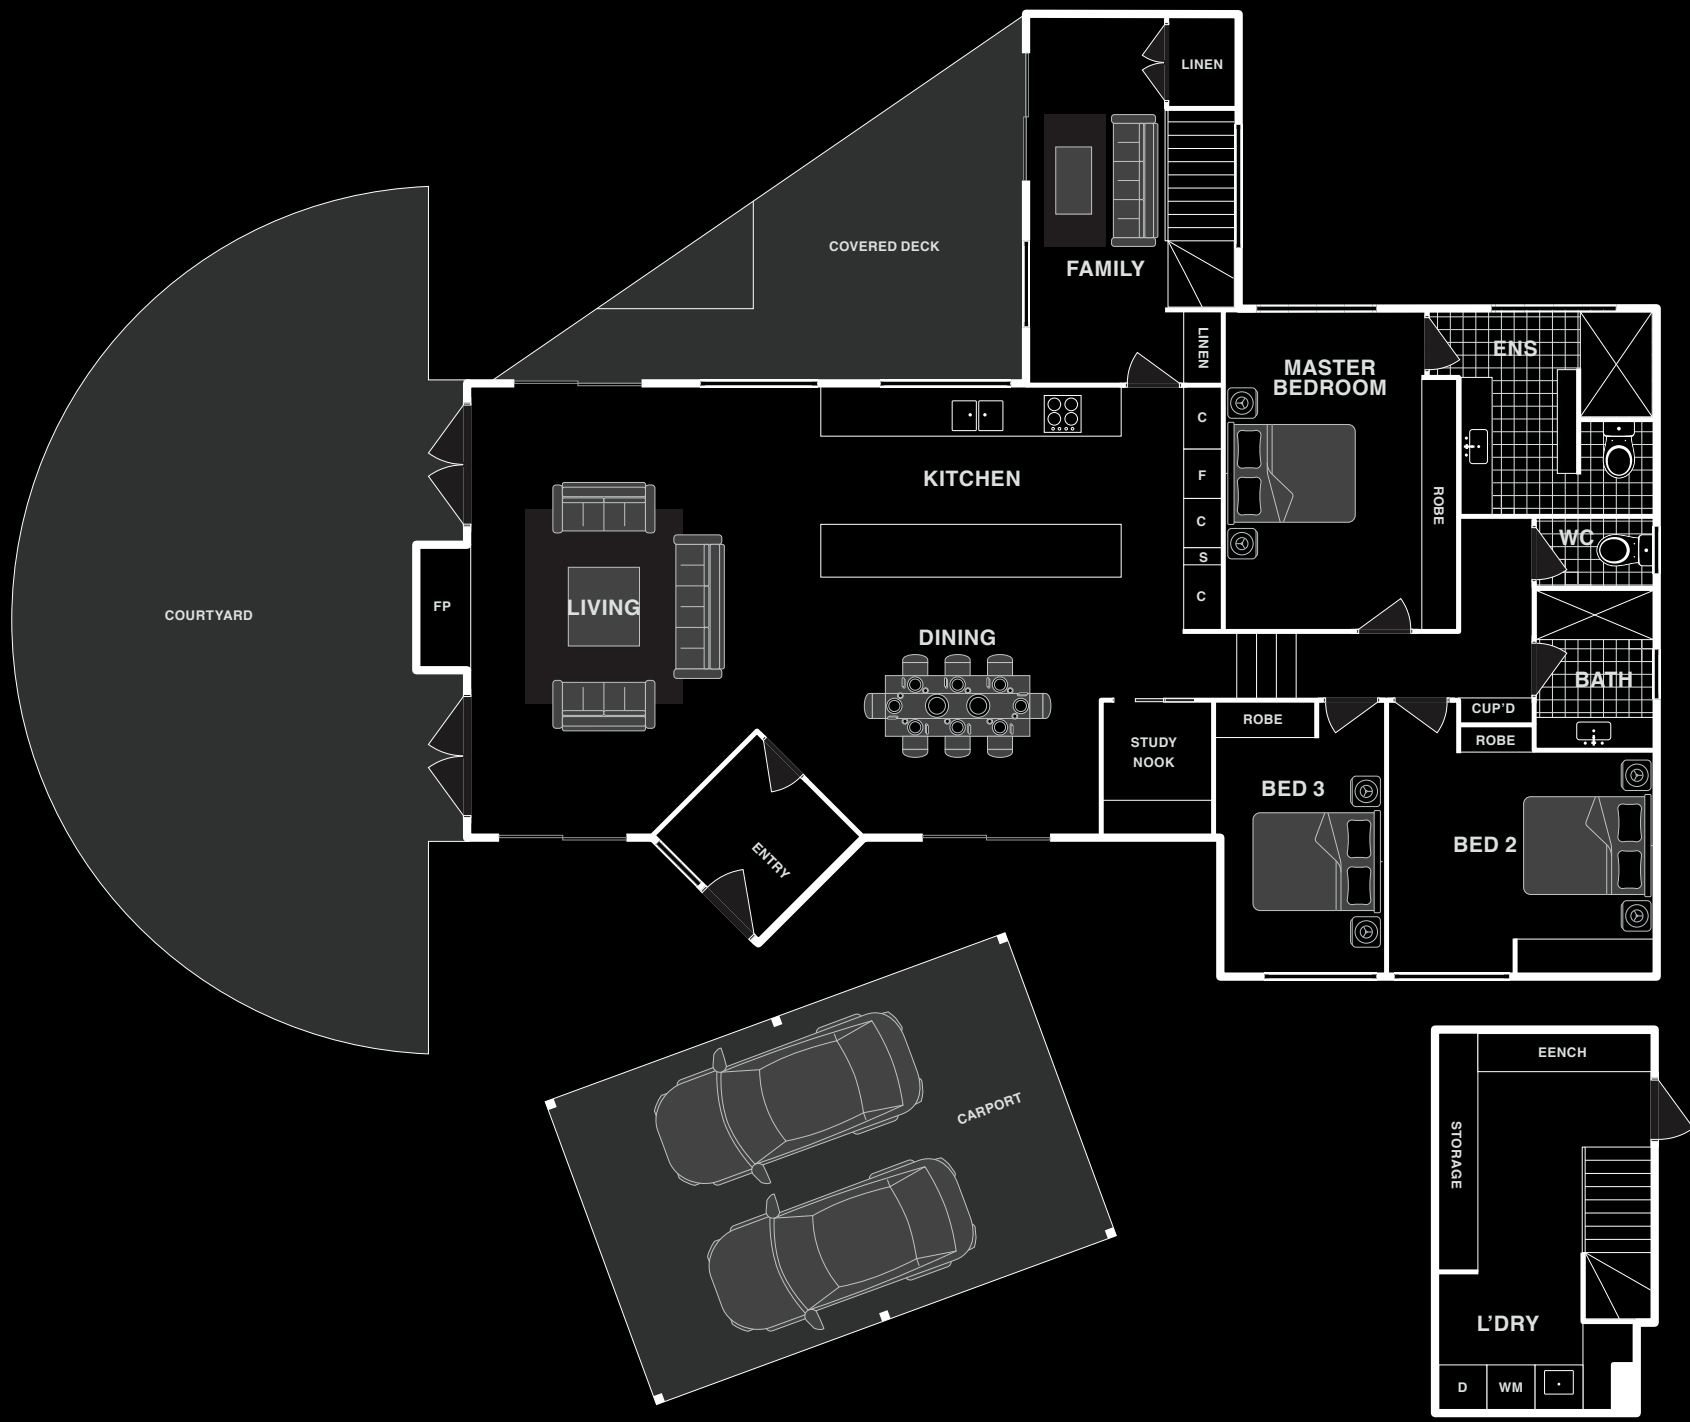 LINEN
COVERED DECK
FAMILY
LINEN
MASTER
BEDROOM
ENS
C
KITCHEN
F
ROBE
C
WC
S
C
FP
LIVING
COURTYARD
DINING
BATH
CUP'D
ROBE
ROBE
STUDY
NOOK
BED 3
BED 2
ENTRY
CARPORT
EENCH
STORAGE
L'DRY
D
WM